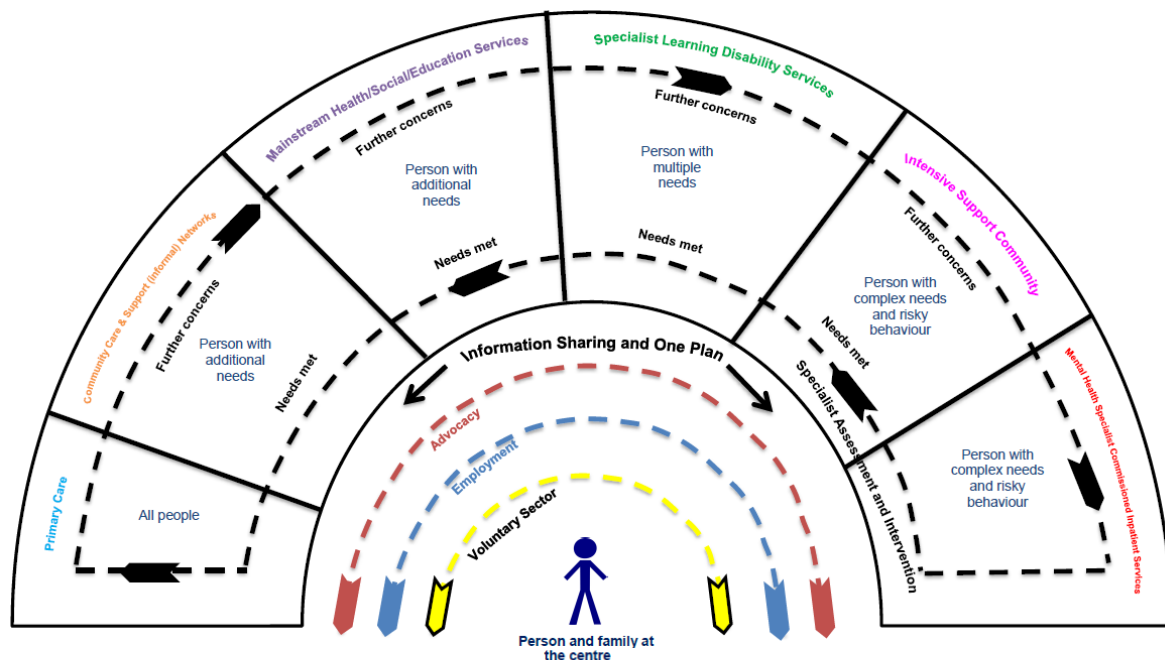 Primary Care
All people
Community Care & Support (Informal) Networks
Further concerns
Person with
additional
needs
Needs met
Mainstream Health/Social/Education Services
Further concerns
Person with
additional
needs
Needs met
Specialist Learning Disability Services
Further concerns
Person with
multiple
needs
Needs met
Intensive Support Community
Further concerns
Person with
complex needs
and risky
behaviour
Needs met
Mental Health Specialist Commissioned Inpatient Services
Person with
complex needs
and risky
behaviour
Specialist Assessment and Intervention
Information Sharing and One Plan
Advocacy
Employment
Voluntary Sector
Person and family at
the centre